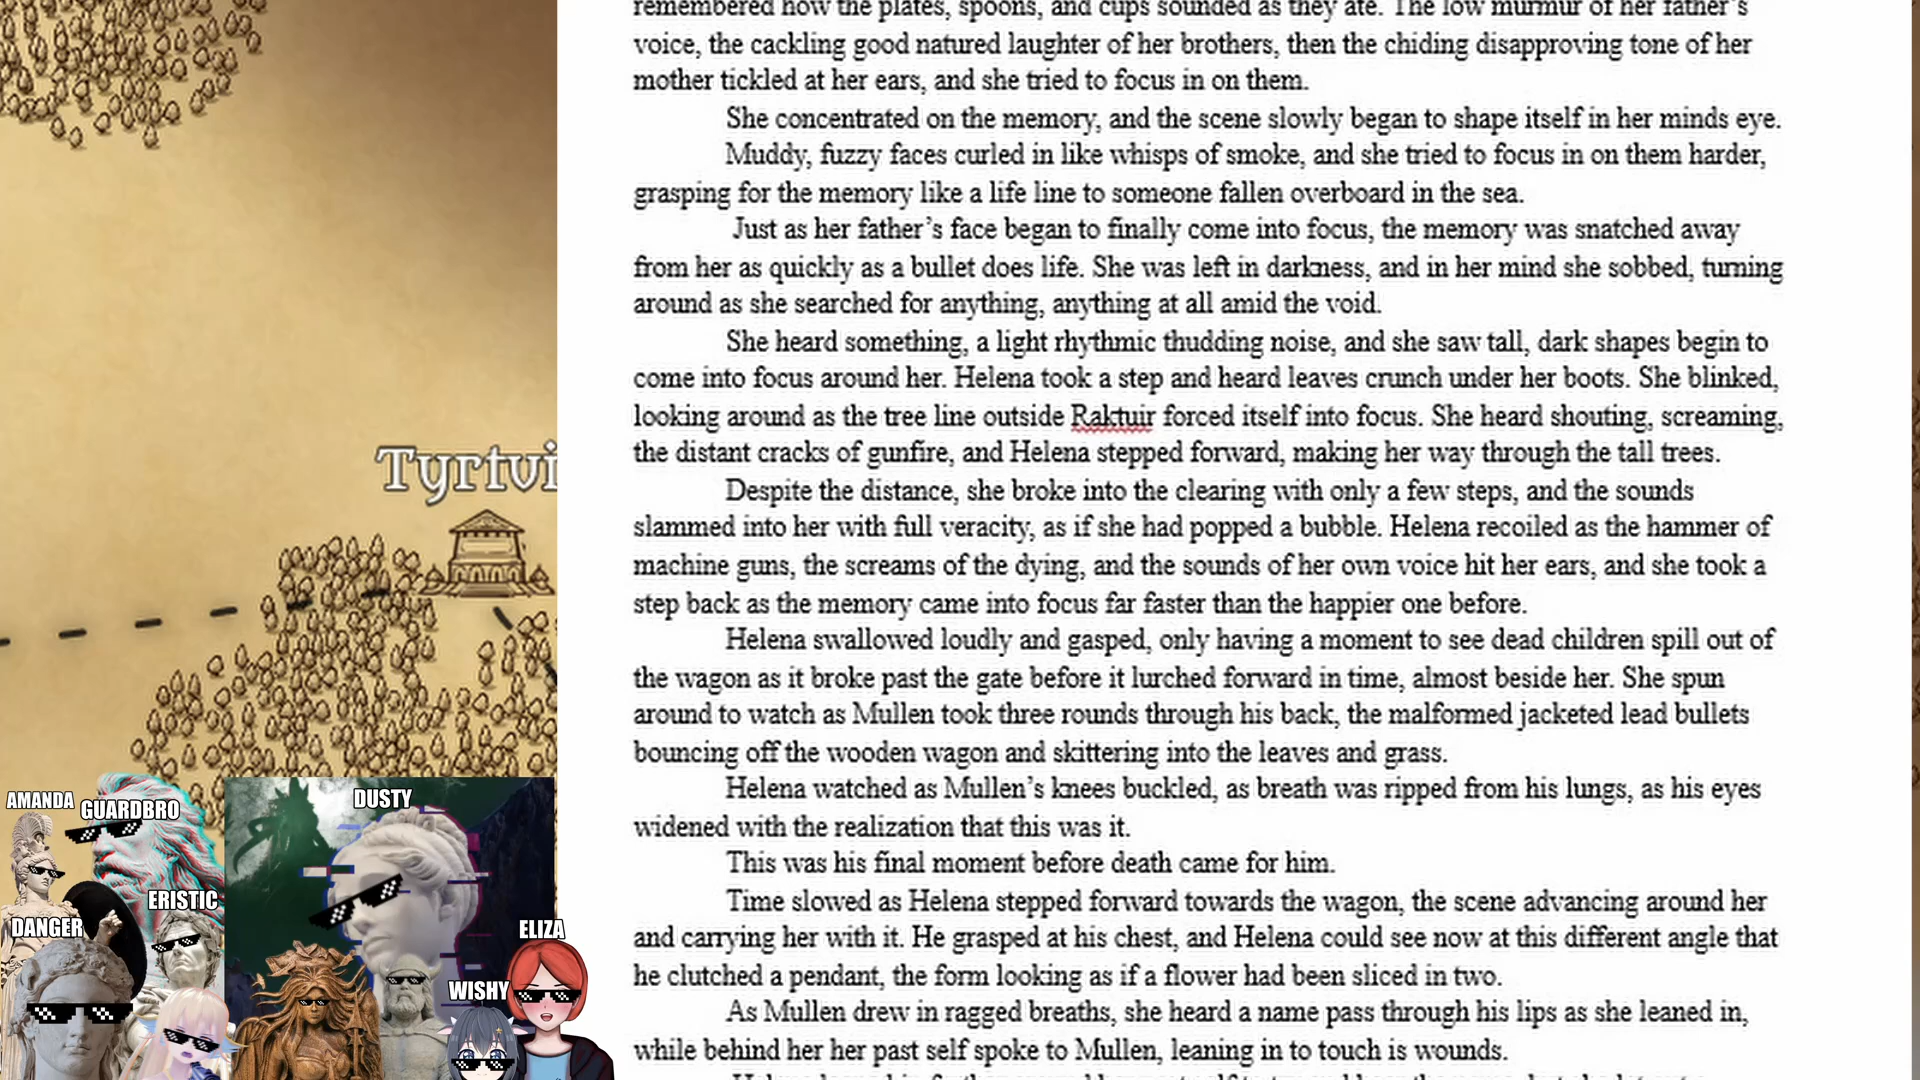 remembered how the plates, spoons, and cups sounded as they ate. The low murmur of her father's
voice, the cackling good natured laughter of her brothers, then the chiding disapproving tone of her
mother tickled at her ears, and she tried to focus in on them.
She concentrated on the memory, and the scene slowly began to shape itself in her minds eye.
Muddy, fuzzy faces curled in like whisps of smoke, and she tried to focus in on them harder,
grasping for the memory like a life line to someone fallen overboard in the sea.
Just as her father's face began to finally come into focus, the memory was snatched away
from her as quickly as a bullet does life. She was left in darkness, and in her mind she sobbed, turning
around as she searched for anything, anything at all amid the void.
She heard something, a light rhythmic thudding noise, and she saw tall, dark shapes begin to
come into focus around her. Helena took a step and heard leaves crunch under her boots. She blinked,
looking around as the tree line outside Raktuir forced itself into focus. She heard shouting, screaming,
the distant cracks of gunfire, and Helena stepped forward, making her way through the tall trees.
Despite the distance, she broke into the clearing with only a few steps, and the sounds
slammed into her with full veracity, as if she had popped a bubble. Helena recoiled as the hammer of
machine guns, the screams of the dying, and the sounds of her own voice hit her ears, and she took a
step back as the memory came into focus far faster than the happier one before.
Helena swallowed loudly and gasped, only having a moment to see dead children spill out of
the wagon as it broke past the gate before it lurched forward in time, almost beside her. She spun
around to watch as Mullen took three rounds through his back, the malformed jacketed lead bullets
bouncing off the wooden wagon and skittering into the leaves and grass.
Helena watched as Mullen's knees buckled, as breath was ripped from his lungs, as his eyes
widened with the realization that this was it.
This was his final moment before death came for him.
Time slowed as Helena stepped forward towards the wagon, the scene advancing around her
and carrying her with it. He grasped at his chest, and Helena could see now at this different angle that
he clutched a pendant, the form looking as if a flower had been sliced in two.
As Mullen drew in ragged breaths, she heard a name pass through his lips as she leaned in,
while behind her her past self spoke to Mullen, leaning in to touch is wounds.
Tyrtvi
AMANDA
GUARDBRO
DUSTY
ERISTIC
DANGER
ELIZA
WISHY